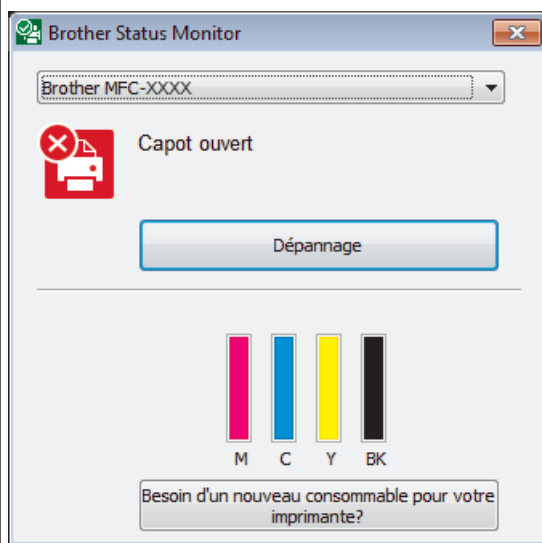 Brother Status Monitor
Brother MFC-XXXX
Capot ouvert
Dépannage
M C Y BK
Besoin d'un nouveau consommable pour votre
imprimante?